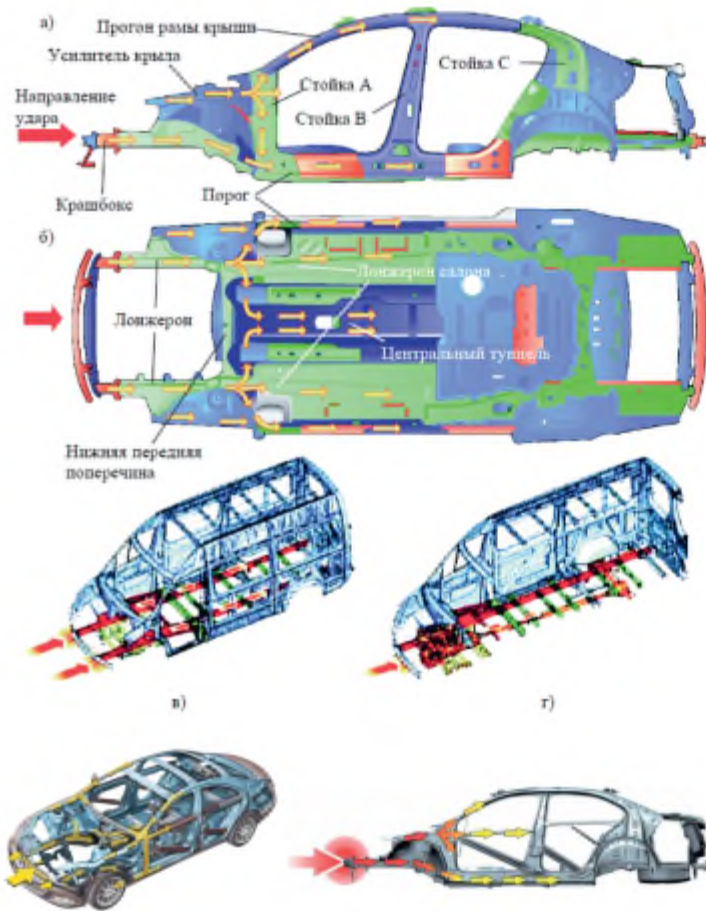 а)
Прогон рамы крыши
Усилитель крыла
Стойка А
Стойка С
Направление
удара
Стойка В
Крашбокс
Порог
б)
Лонжерон салона
Лонжерон
Центральный туннель
Нижняя передняя
поперечина
в)
г)